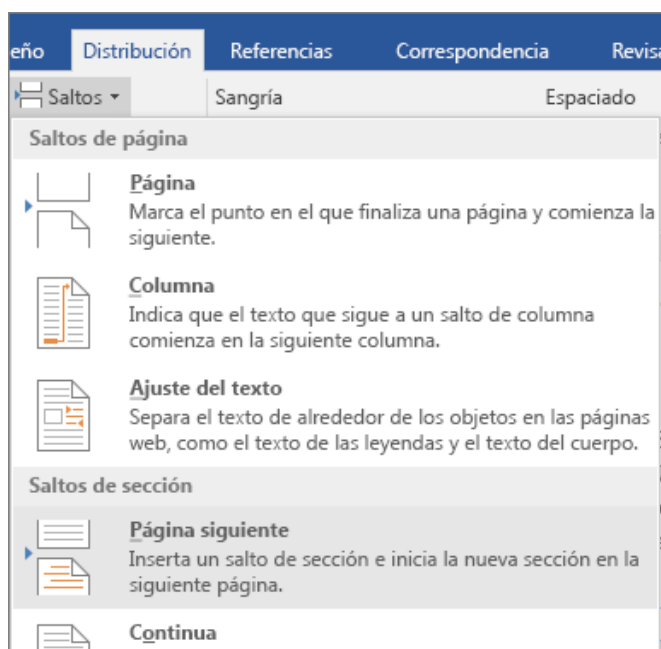 eño Distribución Referencias Correspondencia Revisa
Saltos Sangría Espaciado
Saltos de página
Página
Marca el punto en el que finaliza una página y comienza la
siguiente.
Columna
Indica que el texto que sigue a un salto de columna
comienza en la siguiente columna.
Ajuste del texto
Separa el texto de alrededor de los objetos en las páginas
web, como el texto de las leyendas y el texto del cuerpo.
Saltos de sección
Página siguiente
Inserta un salto de sección e inicia la nueva sección en la
siguiente página.
Continua